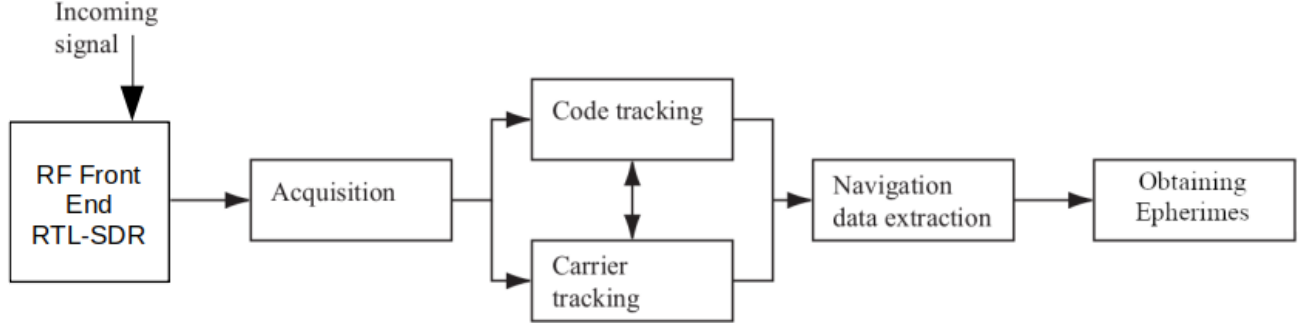 Incoming
signal
RF Front
End
RTL-SDR
Acquisition
Code tracking
Carrier
tracking
Navigation
data extraction
Obtaining
Epherimes